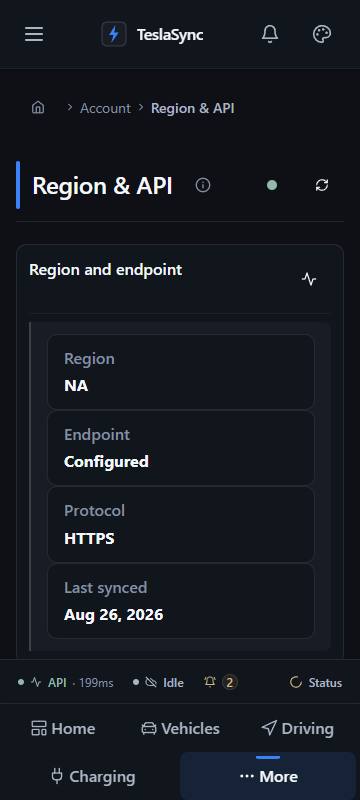 TeslaSync
Account Region & API
Region & API
Region and endpoint
Region
NA
Endpoint
Configured
Protocol
HTTPS
Last synced
Aug 26, 2026
API · 199ms Idle 2 Status
Home Vehicles Driving
Charging More